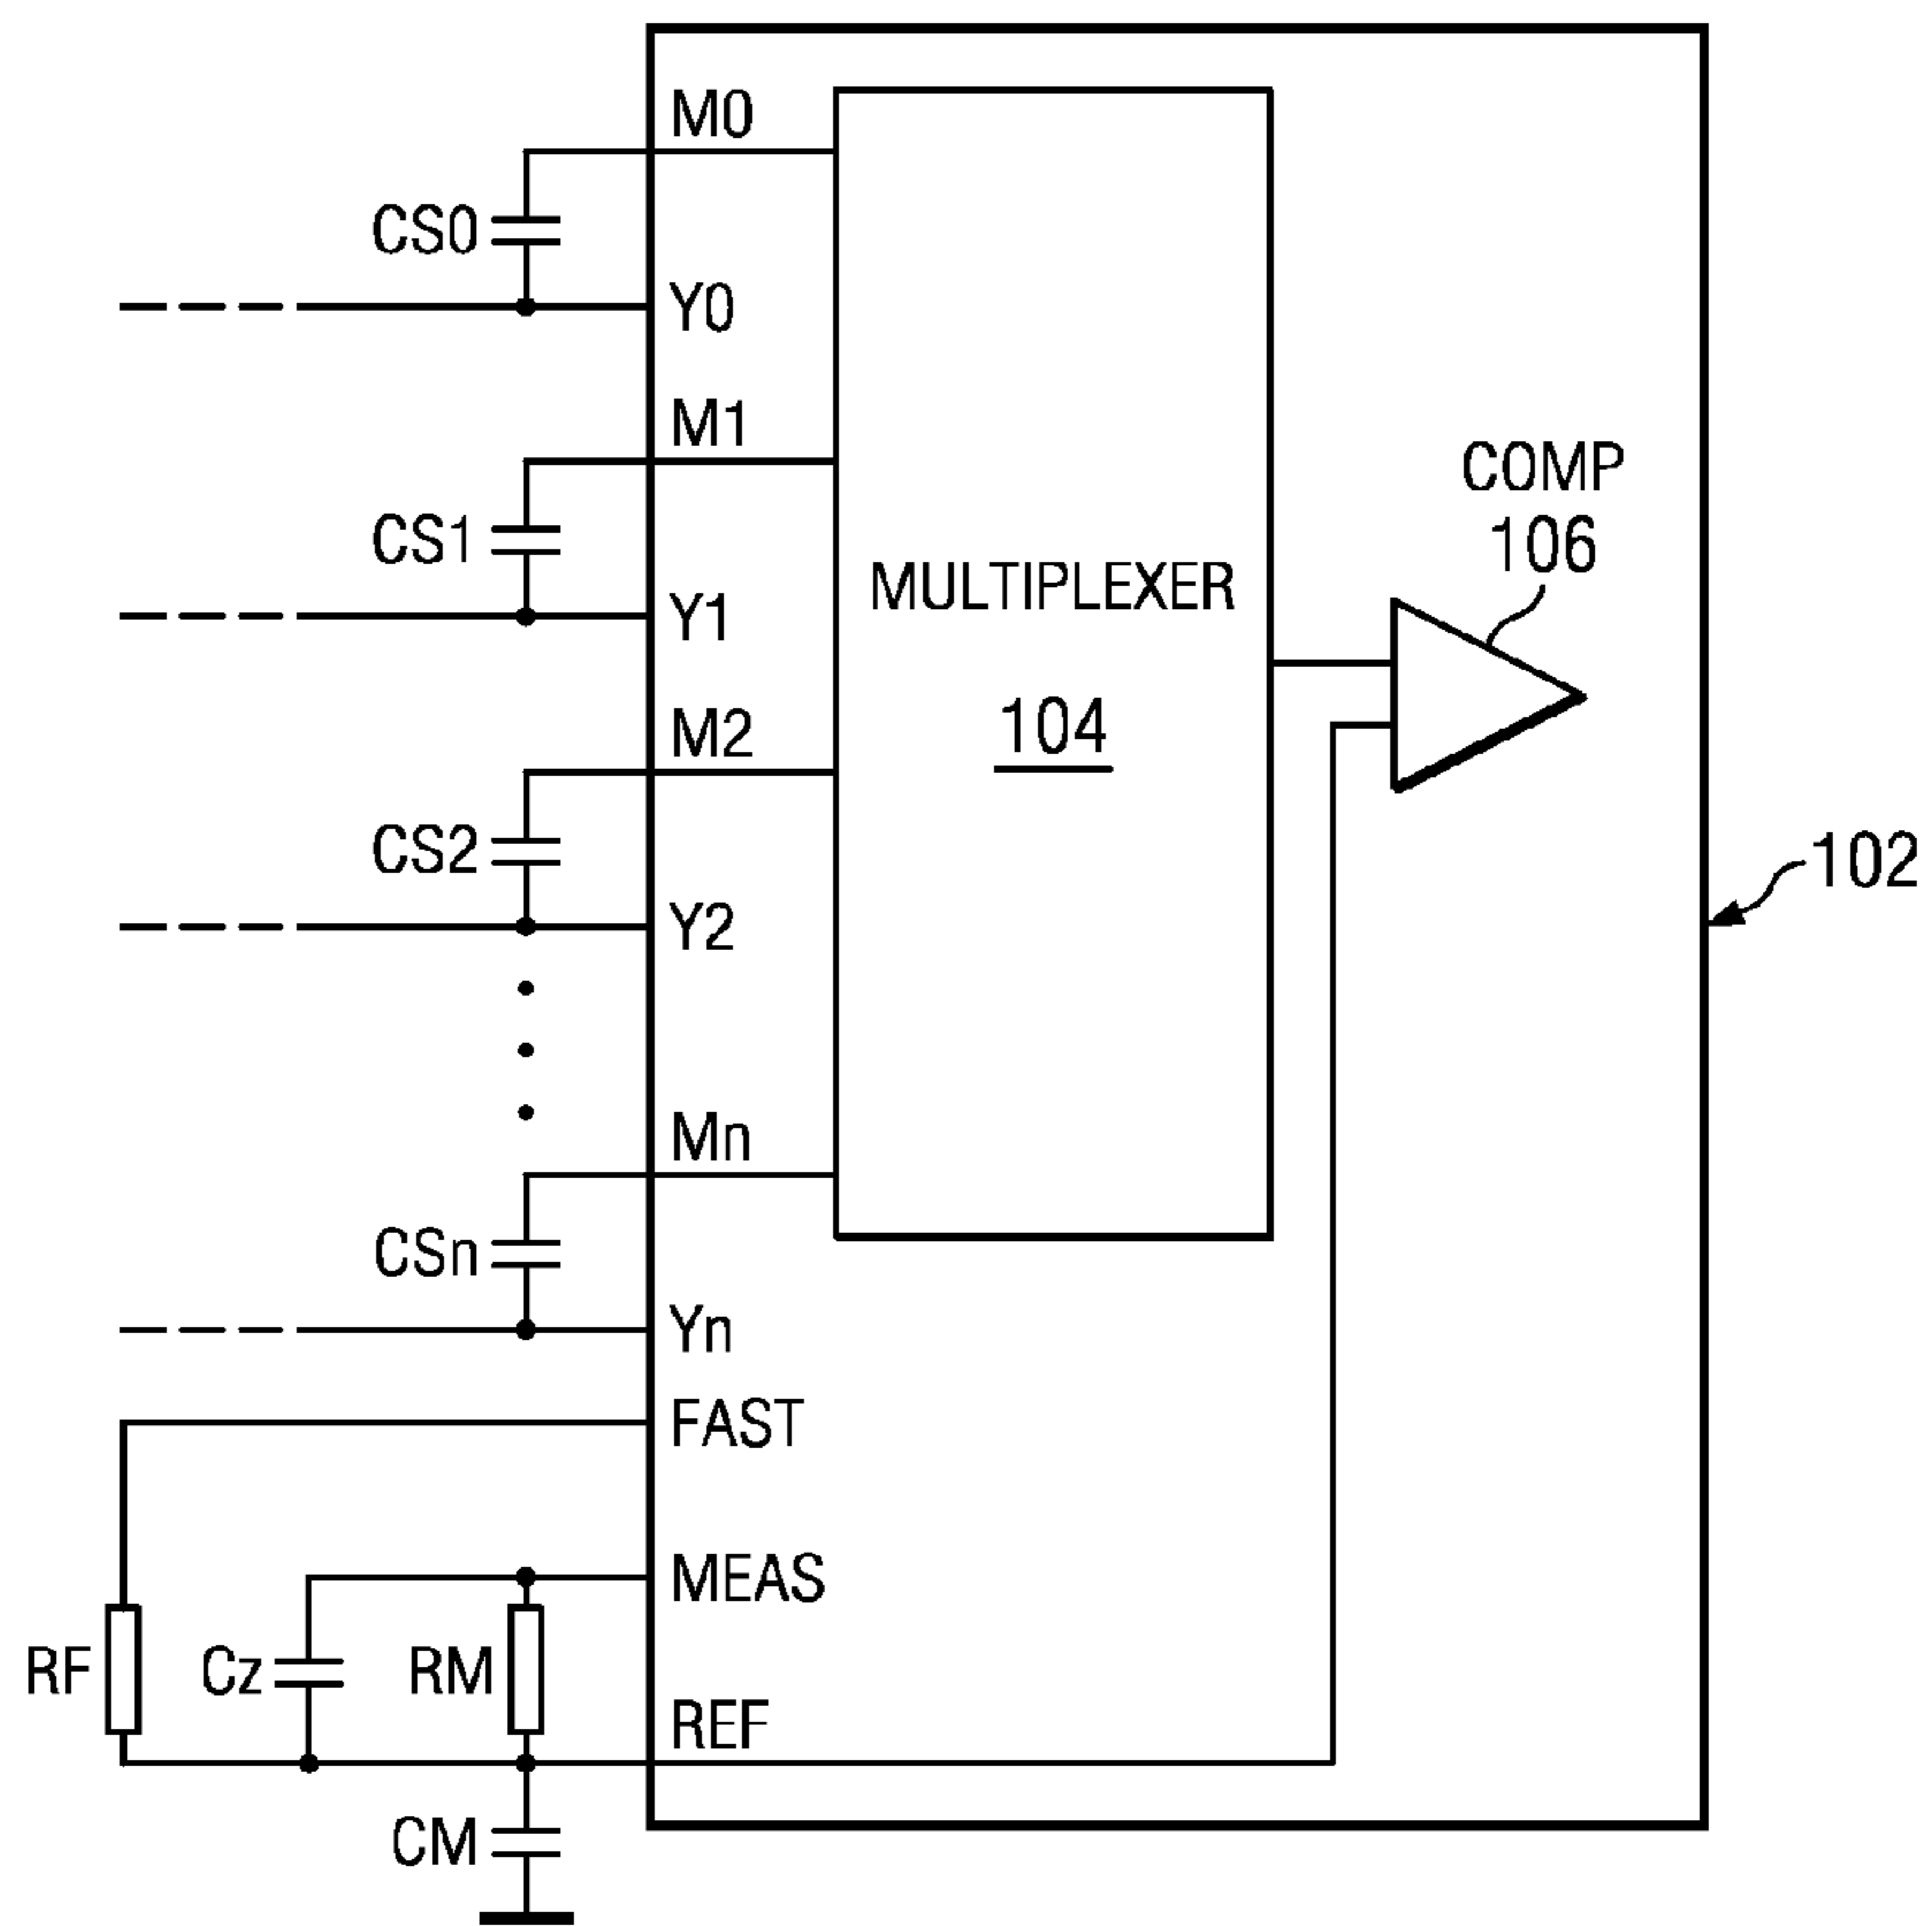 M0
CS0
Y0
M1
COMP
106
CS1
MULTIPLEXER
Y1
104
M2
CS2
102
Y2
Mn
CSn
Yn
FAST
MEAS
RF
Cz
RM
REF
CM